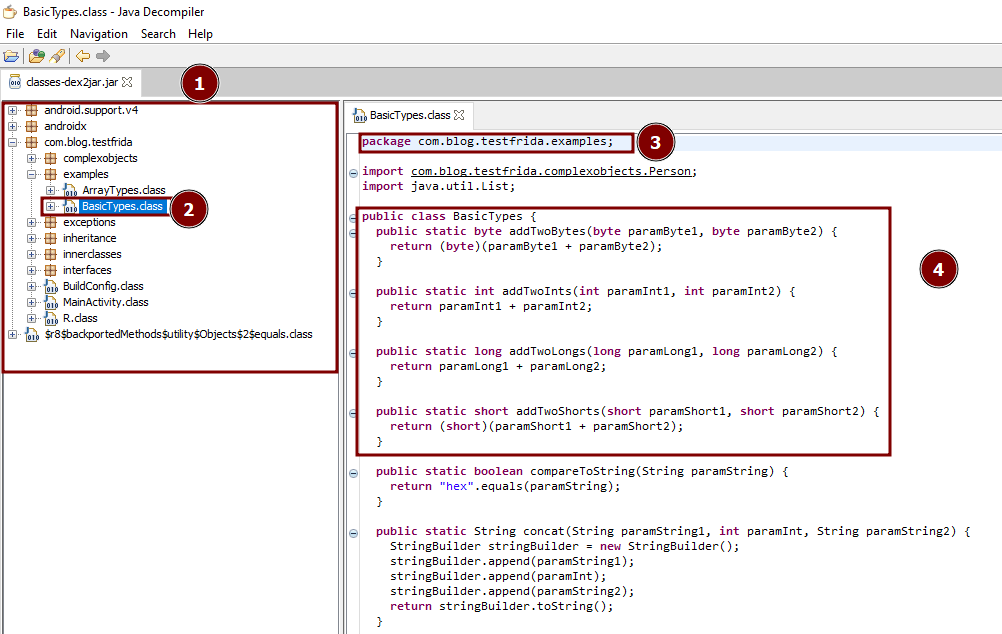 BasicTypes.class - Java Decompiler
File Edit Navigation Search Help
classes-dex2jar.jar
1
android.support.v4
androidx
com.blog.testfrida
complexobjects
examples
ArrayTypes.class
BasicTypes.class
2
exceptions
inheritance
innerclasses
interfaces
BuildConfig.class
MainActivity.class
R.class
$r8$backportedMethods$utility$Objects$2$equals.class
BasicTypes.class
package com.blog.testfrida.examples;
3
import com.blog.testfrida.complexobjects.Person;
import java.util.List;
public class BasicTypes {
public static byte addTwoBytes(byte paramByte1, byte paramByte2) {
return (byte)(paramByte1 + paramByte2);
}
4
public static int addTwoInts(int paramInt1, int paramInt2) {
return paramInt1 + paramInt2;
}
public static long addTwoLongs(long paramLong1, long paramLong2) {
return paramLong1 + paramLong2;
}
public static short addTwoShorts(short paramShort1, short paramShort2) {
return (short)(paramShort1 + paramShort2);
}
public static boolean compareToString(String paramString) {
return "hex".equals(paramString);
}
public static String concat(String paramString1, int paramInt, String paramString2) {
StringBuilder stringBuilder = new StringBuilder();
stringBuilder.append(paramString1);
stringBuilder.append(paramInt);
stringBuilder.append(paramString2);
return stringBuilder.toString();
}